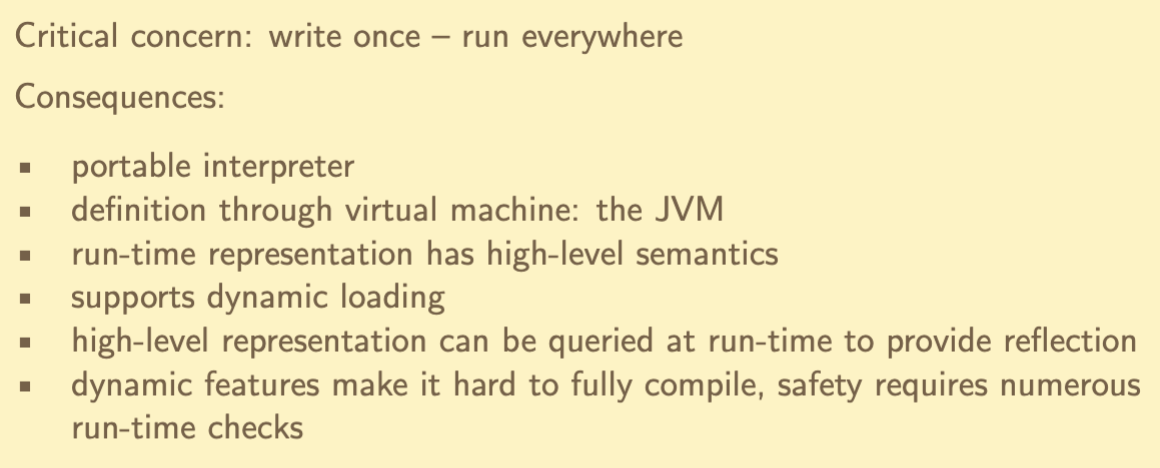 Critical concern: write once – run everywhere
Consequences:
▪ portable interpreter
▪ definition through virtual machine: the JVM
▪ run-time representation has high-level semantics
▪ supports dynamic loading
▪ high-level representation can be queried at run-time to provide reflection
▪ dynamic features make it hard to fully compile, safety requires numerous
run-time checks